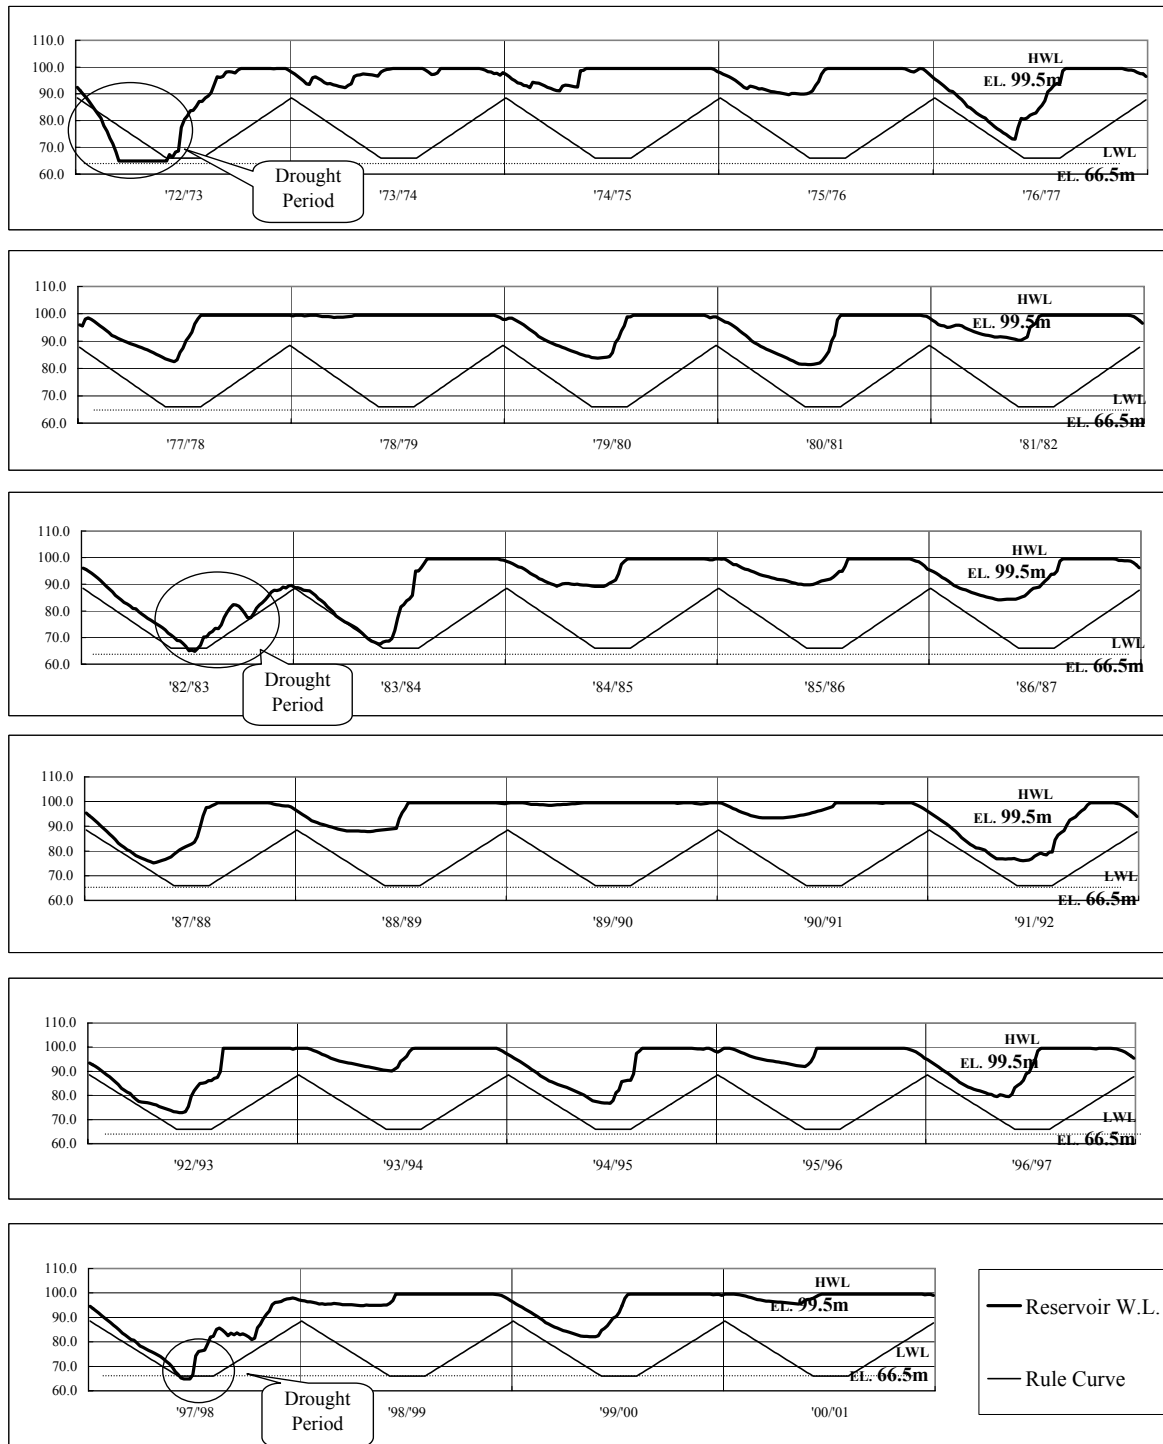 110.0
100.0
90.0
80.0
70.0
60.0
HWL
EL. 99.5m
LWL
EL. 66.5m
Drought
Period
'72/'73
'73/'74
'74/'75
'75/'76
'76/'77
110.0
100.0
90.0
80.0
70.0
60.0
HWL
EL. 99.5m
LWL
EL. 66.5m
'77/'78
'78/'79
'79/'80
'80/'81
'81/'82
110.0
100.0
90.0
80.0
70.0
60.0
HWL
EL. 99.5m
LWL
EL. 66.5m
Drought
Period
'82/'83
'83/'84
'84/'85
'85/'86
'86/'87
110.0
100.0
90.0
80.0
70.0
60.0
HWL
EL. 99.5m
LWL
EL. 66.5m
'87/'88
'88/'89
'89/'90
'90/'91
'91/'92
110.0
100.0
90.0
80.0
70.0
60.0
HWL
EL. 99.5m
LWL
EL. 66.5m
'92/'93
'93/'94
'94/'95
'95/'96
'96/'97
110.0
100.0
90.0
80.0
70.0
60.0
HWL
EL. 99.5m
LWL
EL. 66.5m
Drought
Period
'97/'98
'98/'99
'99/'00
'00/'01
Reservoir W.L.
Rule Curve